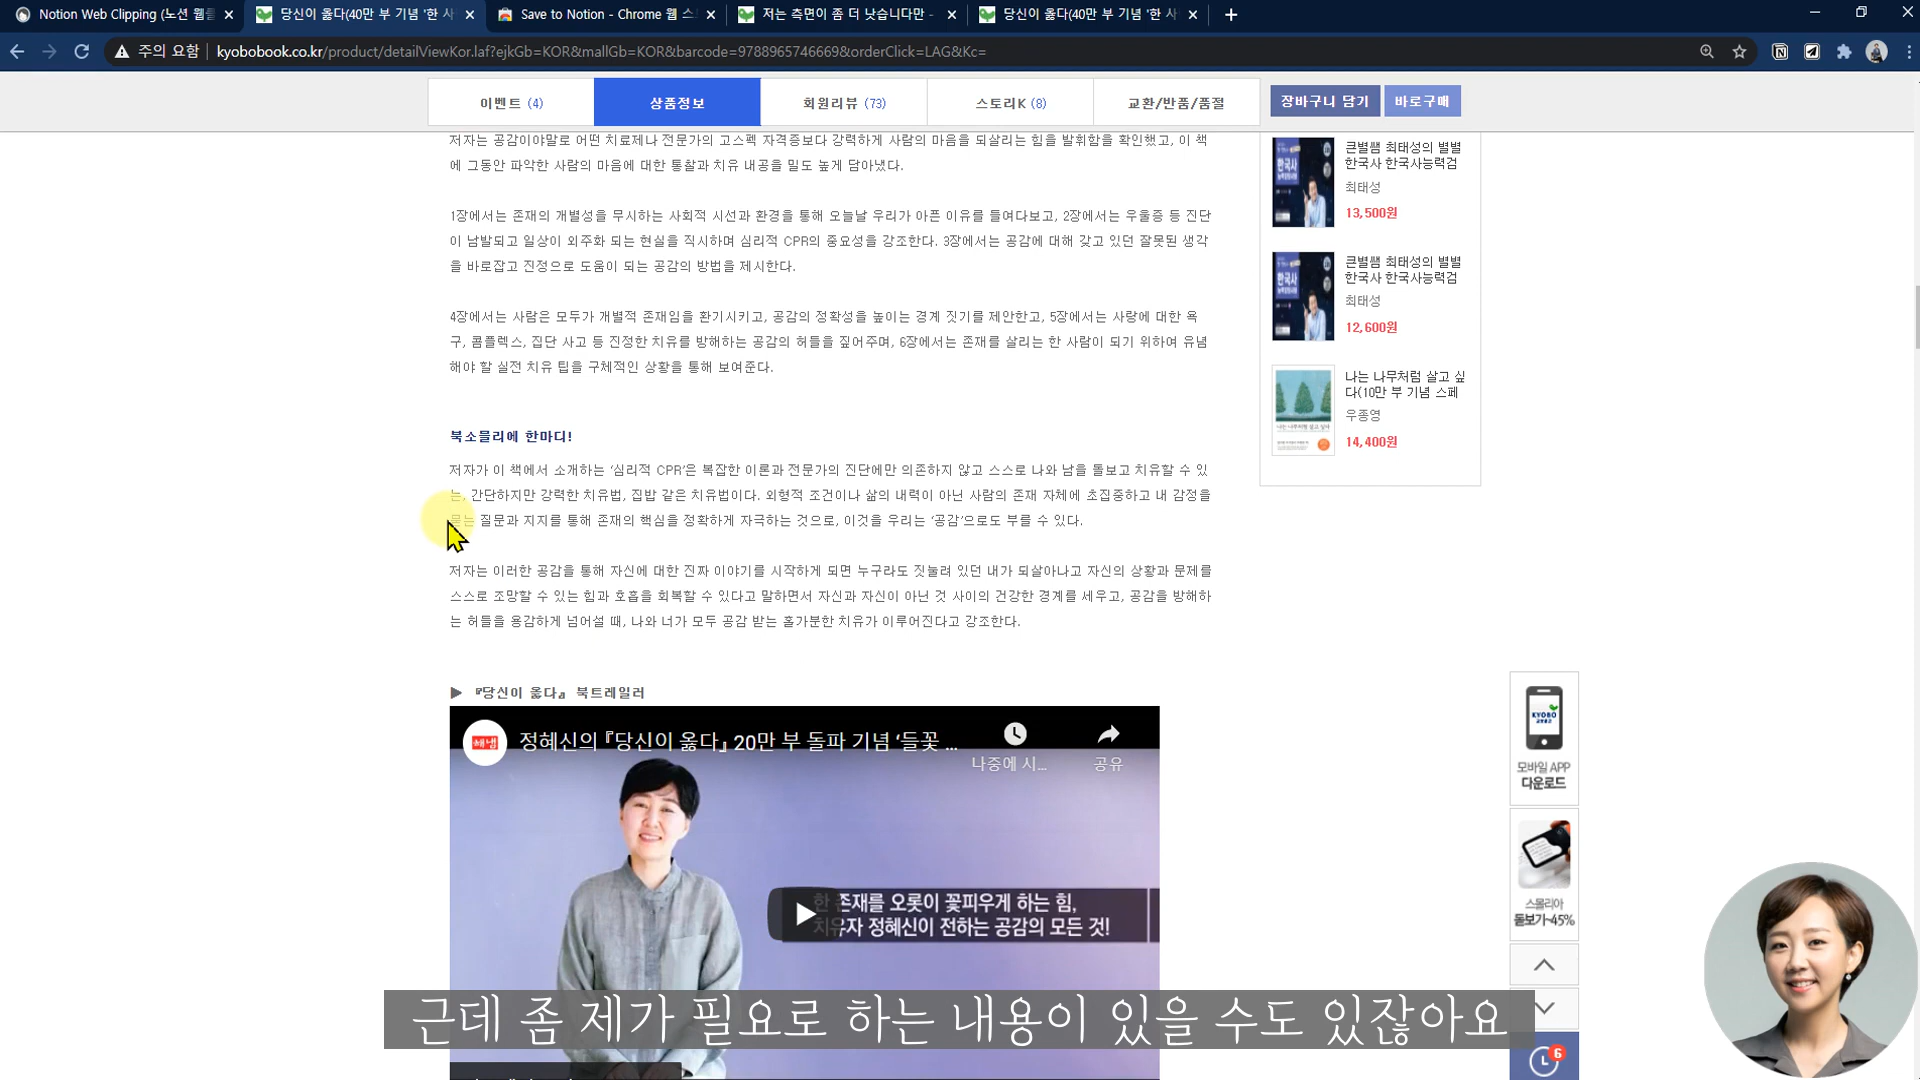 Notion Web Clipping (노션 웹클
당신이 옳다(40만 부 기념 '한 사
Save to Notion - Chrome 웹 스
저는 측면이 좀 더 낫습니다만 -
당신이 옳다(40만 부 기념 '한 사
주의 요함 | kyobobook.co.kr/product/detailViewKor.laf?ejkGb=KOR&mallGb=KOR&barcode=9788965746669&orderClick=LAG&Kc=
이벤트 (4)
상품정보
회원리뷰 (73)
스토리K (8)
교환/반품/품절
장바구니 담기
바로구매
저자는 공감이야말로 어떤 치료제나 전문가의 고스펙 자격증보다 강력하게 사람의 마음을 되살리는 힘을 발휘함을 확인했고, 이 책
에 그동안 파악한 사람의 마음에 대한 통찰과 치유 내공을 밀도 높게 담아냈다.
1장에서는 존재의 개별성을 무시하는 사회적 시선과 환경을 통해 오늘날 우리가 아픈 이유를 들여다보고, 2장에서는 우울증 등 진단
이 남발되고 일상이 외주화 되는 현실을 직시하며 심리적 CPR의 중요성을 강조한다. 3장에서는 공감에 대해 갖고 있던 잘못된 생각
을 바로잡고 진정으로 도움이 되는 공감의 방법을 제시한다.
4장에서는 사람은 모두가 개별적 존재임을 환기시키고, 공감의 정확성을 높이는 경계 짓기를 제안한고, 5장에서는 사랑에 대한 욕
구, 콤플렉스, 집단 사고 등 진정한 치유를 방해하는 공감의 허들을 짚어주며, 6장에서는 존재를 살리는 한 사람이 되기 위하여 유념
해야 할 실전 치유 팁을 구체적인 상황을 통해 보여준다.
북소믈리에 한마디!
저자가 이 책에서 소개하는 ‘심리적 CPR’은 복잡한 이론과 전문가의 진단에만 의존하지 않고 스스로 나와 남을 돌보고 치유할 수 있
는, 간단하지만 강력한 치유법, 집밥 같은 치유법이다. 외형적 조건이나 삶의 내력이 아닌 사람의 존재 자체에 초집중하고 내 감정을
묻는 질문과 지지를 통해 존재의 핵심을 정확하게 자극하는 것으로, 이것을 우리는 ‘공감’으로도 부를 수 있다.
저자는 이러한 공감을 통해 자신에 대한 진짜 이야기를 시작하게 되면 누구라도 짓눌려 있던 내가 되살아나고 자신의 상황과 문제를
스스로 조망할 수 있는 힘과 호흡을 회복할 수 있다고 말하면서 자신과 자신이 아닌 것 사이의 건강한 경계를 세우고, 공감을 방해하
는 허들을 용감하게 넘어설 때, 나와 너가 모두 공감 받는 홀가분한 치유가 이루어진다고 강조한다.
▶ 『당신이 옳다』 북트레일러
해냄
정혜신의 『당신이 옳다』 20만 부 돌파 기념 ‘들꽃 ...
나중에 시...
공유
한 존재를 오롯이 꽃피우게 하는 힘,
치유자 정혜신이 전하는 공감의 모든 것!
큰별쌤 최태성의 별별
한국사 한국사능력검
최태성
13,500원
큰별쌤 최태성의 별별
한국사 한국사능력검
최태성
12,600원
나는 나무처럼 살고 싶
다(10만 부 기념 스페
우종영
14,400원
KYOBO
모바일 APP
다운로드
스몰리아
돋보기~45%
6
근데 좀 제가 필요로 하는 내용이 있을 수도 있잖아요